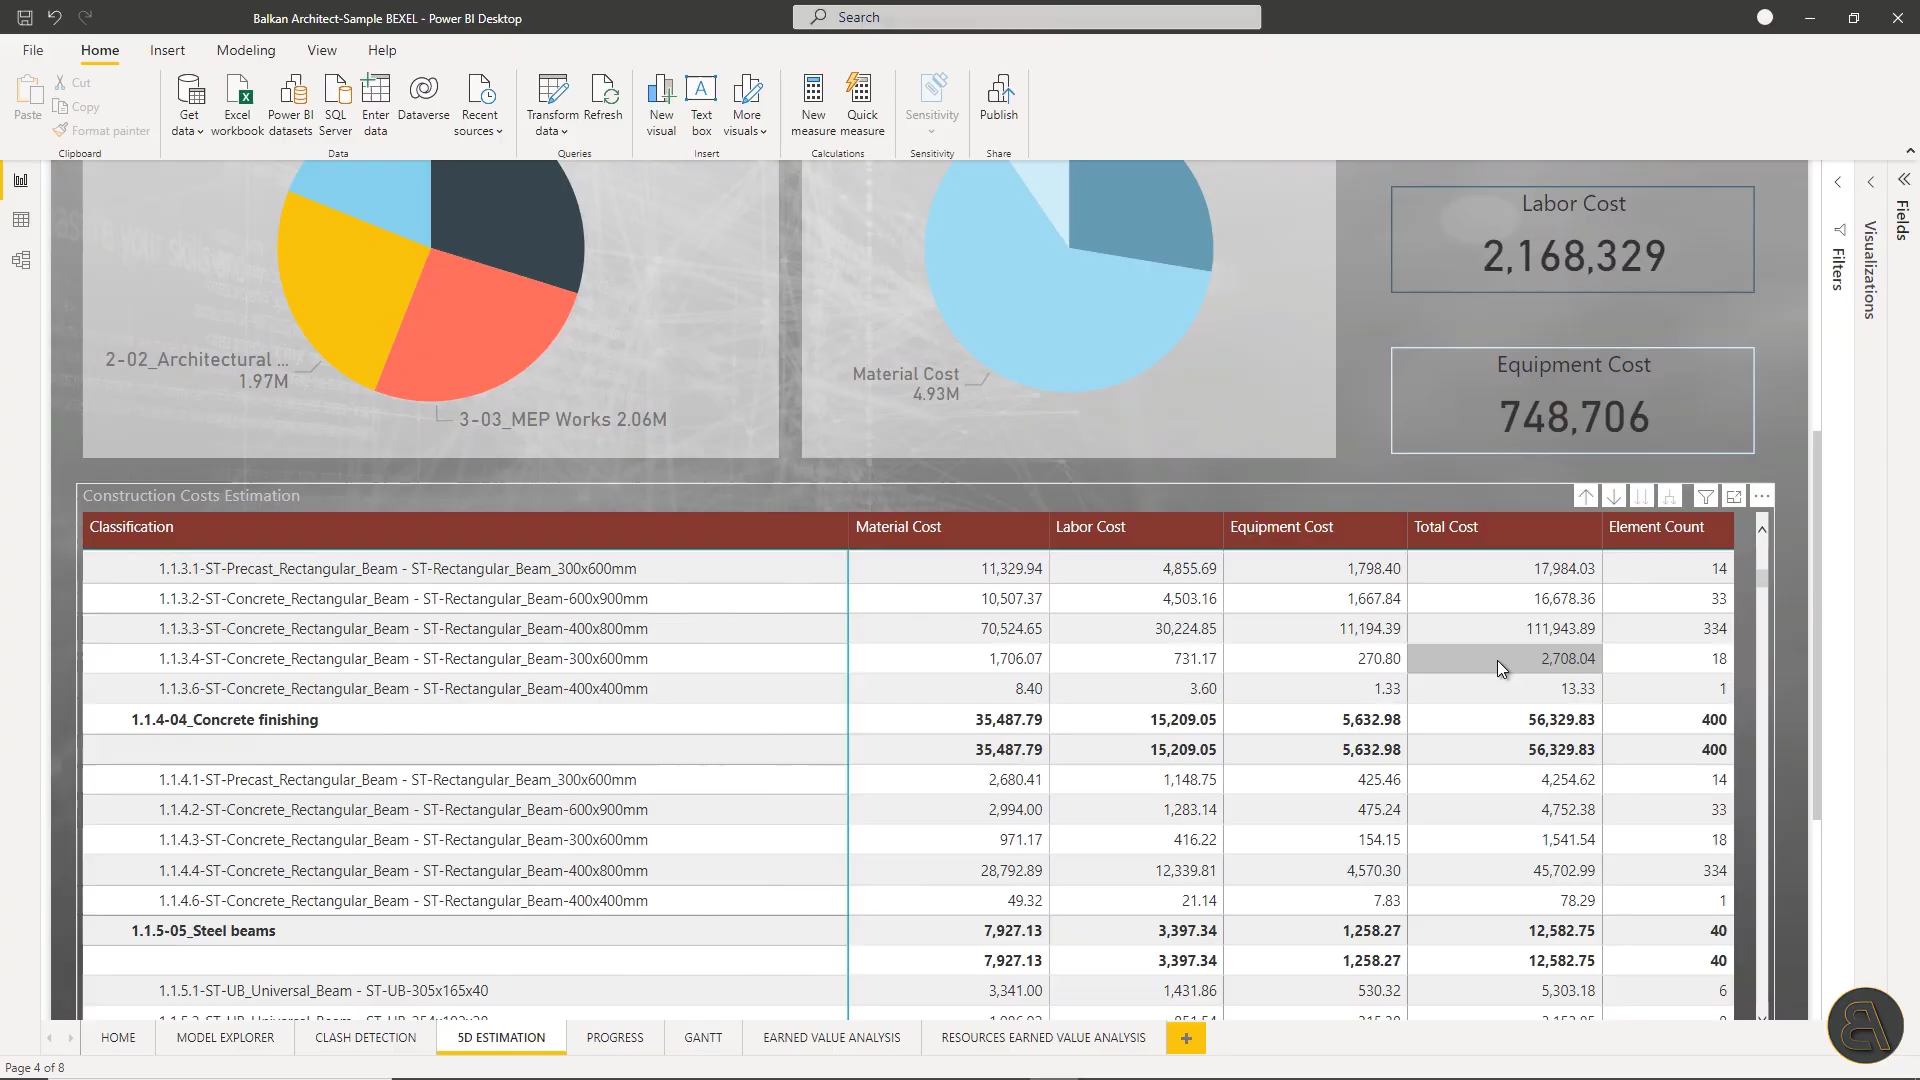 Balkan Architect-Sample BEXEL - Power BI Desktop
Search
File Home Insert Modeling View Help
Paste
Cut
Copy
Format painter
Get data
Excel workbook
Power BI datasets
SQL Server
Enter data
Dataverse
Recent sources
Transform data
Refresh
New visual
Text box
More visuals
New measure
Quick measure
Sensitivity
Publish
Clipboard Data Queries Insert Calculations Sensitivity Share
2-02_Architectural ...
1.97M
3-03_MEP Works 2.06M
Material Cost
4.93M
Labor Cost
2,168,329
Equipment Cost
748,706
Filters
Visualizations
Fields
Construction Costs Estimation
Classification Material Cost Labor Cost Equipment Cost Total Cost Element Count
1.1.3.1-ST-Precast_Rectangular_Beam - ST-Rectangular_Beam_300x600mm 11,329.94 4,855.69 1,798.40 17,984.03 14
1.1.3.2-ST-Concrete_Rectangular_Beam - ST-Rectangular_Beam-600x900mm 10,507.37 4,503.16 1,667.84 16,678.36 33
1.1.3.3-ST-Concrete_Rectangular_Beam - ST-Rectangular_Beam-400x800mm 70,524.65 30,224.85 11,194.39 111,943.89 334
1.1.3.4-ST-Concrete_Rectangular_Beam - ST-Rectangular_Beam-300x600mm 1,706.07 731.17 270.80 2,708.04 18
1.1.3.6-ST-Concrete_Rectangular_Beam - ST-Rectangular_Beam-400x400mm 8.40 3.60 1.33 13.33 1
1.1.4-04_Concrete finishing 35,487.79 15,209.05 5,632.98 56,329.83 400
35,487.79 15,209.05 5,632.98 56,329.83 400
1.1.4.1-ST-Precast_Rectangular_Beam - ST-Rectangular_Beam_300x600mm 2,680.41 1,148.75 425.46 4,254.62 14
1.1.4.2-ST-Concrete_Rectangular_Beam - ST-Rectangular_Beam-600x900mm 2,994.00 1,283.14 475.24 4,752.38 33
1.1.4.3-ST-Concrete_Rectangular_Beam - ST-Rectangular_Beam-300x600mm 971.17 416.22 154.15 1,541.54 18
1.1.4.4-ST-Concrete_Rectangular_Beam - ST-Rectangular_Beam-400x800mm 28,792.89 12,339.81 4,570.30 45,702.99 334
1.1.4.6-ST-Concrete_Rectangular_Beam - ST-Rectangular_Beam-400x400mm 49.32 21.14 7.83 78.29 1
1.1.5-05_Steel beams 7,927.13 3,397.34 1,258.27 12,582.75 40
7,927.13 3,397.34 1,258.27 12,582.75 40
1.1.5.1-ST-UB_Universal_Beam - ST-UB-305x165x40 3,341.00 1,431.86 530.32 5,303.18 6
HOME MODEL EXPLORER CLASH DETECTION 5D ESTIMATION PROGRESS GANTT EARNED VALUE ANALYSIS RESOURCES EARNED VALUE ANALYSIS
Page 4 of 8